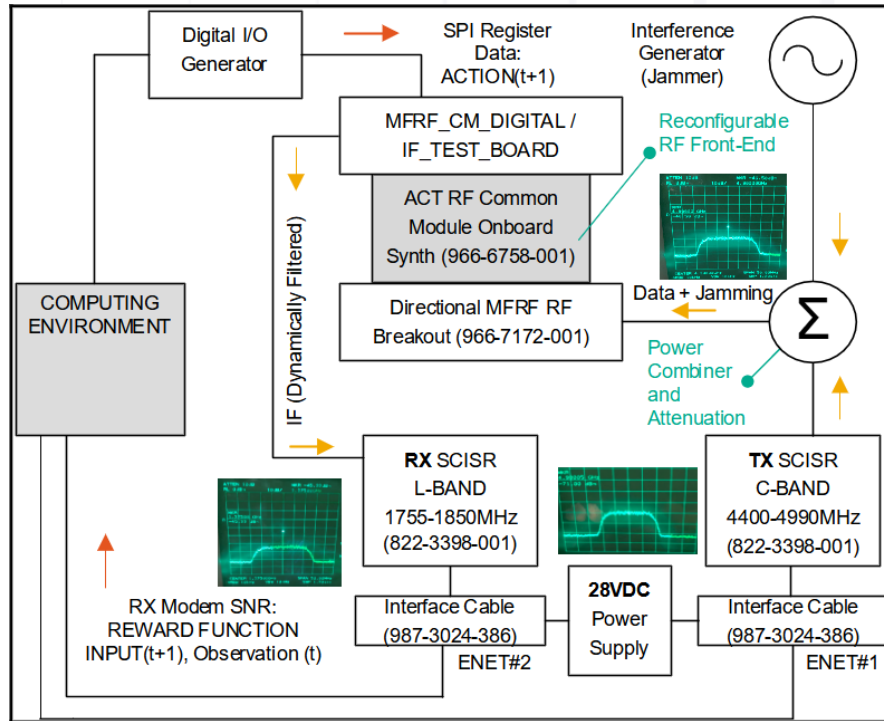 Digital I/O
Generator
SPI Register
Data:
ACTION(t+1)
Interference
Generator
(Jammer)
MFRF_CM_DIGITAL /
IF_TEST_BOARD
Reconfigurable
RF Front-End
ACT RF Common
Module Onboard
Synth (966-6758-001)
Directional MFRF RF
Breakout (966-7172-001)
Data + Jamming
Σ
COMPUTING
ENVIRONMENT
IF (Dynamically Filtered)
Power
Combiner
and
Attenuation
RX SCISR
L-BAND
1755-1850MHz
(822-3398-001)
TX SCISR
C-BAND
4400-4990MHz
(822-3398-001)
RX Modem SNR:
REWARD FUNCTION
INPUT(t+1), Observation (t)
Interface Cable
(987-3024-386)
ENET#2
28VDC
Power
Supply
Interface Cable
(987-3024-386)
ENET#1